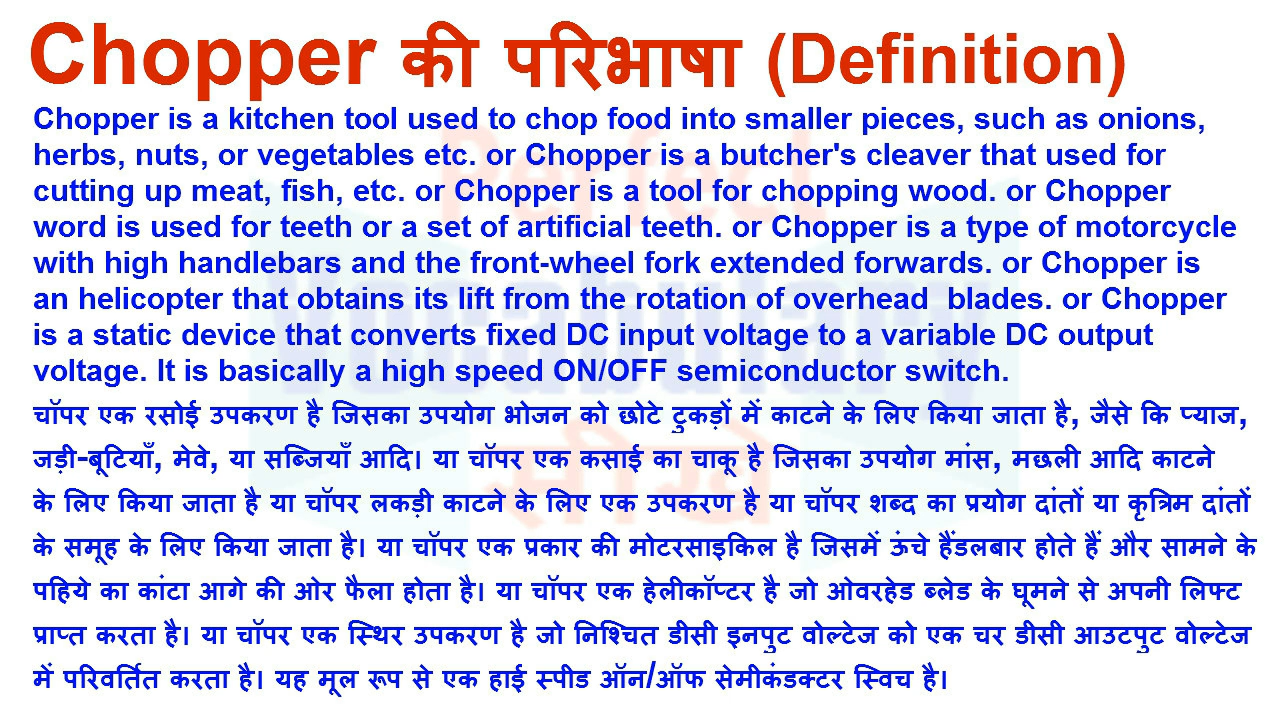 Chopper की परिभाषा (Definition)
Chopper is a kitchen tool used to chop food into smaller pieces, such as onions,
herbs, nuts, or vegetables etc. or Chopper is a butcher's cleaver that used for
cutting up meat, fish, etc. or Chopper is a tool for chopping wood. or Chopper
word is used for teeth or a set of artificial teeth. or Chopper is a type of motorcycle
with high handlebars and the front-wheel fork extended forwards. or Chopper is
an helicopter that obtains its lift from the rotation of overhead  blades. or Chopper
is a static device that converts fixed DC input voltage to a variable DC output
voltage. It is basically a high speed ON/OFF semiconductor switch.
चॉपर एक रसोई उपकरण है जिसका उपयोग भोजन को छोटे टुकड़ों में काटने के लिए किया जाता है, जैसे कि प्याज,
जड़ी-बूटियाँ, मेवे, या सब्जियाँ आदि। या चॉपर एक कसाई का चाकू है जिसका उपयोग मांस, मछली आदि काटने
के लिए किया जाता है या चॉपर लकड़ी काटने के लिए एक उपकरण है या चॉपर शब्द का प्रयोग दांतों या कृत्रिम दांतों
के समूह के लिए किया जाता है। या चॉपर एक प्रकार की मोटरसाइकिल है जिसमें ऊंचे हैंडलबार होते हैं और सामने के
पहिये का कांटा आगे की ओर फैला होता है। या चॉपर एक हेलीकॉप्टर है जो ओवरहेड ब्लेड के घूमने से अपनी लिफ्ट
प्राप्त करता है। या चॉपर एक स्थिर उपकरण है जो निश्चित डीसी इनपुट वोल्टेज को एक चर डीसी आउटपुट वोल्टेज
में परिवर्तित करता है। यह मूल रूप से एक हाई स्पीड ऑन/ऑफ सेमीकंडक्टर स्विच है।
Perfect
Vocabulary
सीखे